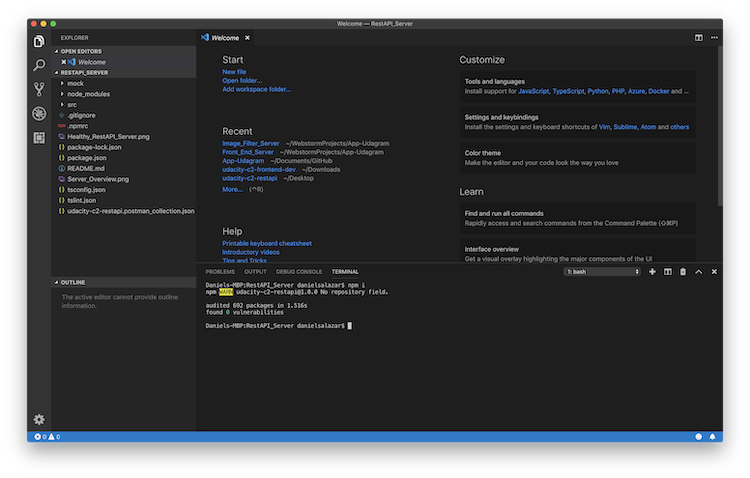 Welcome — RestAPI_Server
EXPLORER
OPEN EDITORS
Welcome
RESTAPI_SERVER
mock
node_modules
src
.gitignore
.npmrc
Healthy_RestAPI_Server.png
package-lock.json
package.json
README.md
Server_Overview.png
tsconfig.json
tslint.json
udacity-c2-restapi.postman_collection.json
OUTLINE
The active editor cannot provide outline
information.
Welcome
Start
New file
Open folder...
Add workspace folder...
Recent
Image_Filter_Server ~/WebstormProjects/App-Udagram
Front_End_Server ~/WebstormProjects/App-Udagram
App-Udagram ~/Documents/GitHub
udacity-c2-frontend-dev ~/Downloads
udacity-c2-restapi ~/Desktop
More... (^R)
Help
Printable keyboard cheatsheet
Introductory videos
Tips and Tricks
Customize
Tools and languages
Install support for JavaScript, TypeScript, Python, PHP, Azure, Docker and ...
Settings and keybindings
Install the settings and keyboard shortcuts of Vim, Sublime, Atom and others
Color theme
Make the editor and your code look the way you love
Learn
Find and run all commands
Rapidly access and search commands from the Command Palette (⇧⌘P)
Interface overview
Get a visual overlay highlighting the major components of the UI
PROBLEMS OUTPUT DEBUG CONSOLE TERMINAL
1: bash
Daniels-MBP:RestAPI_Server danielsalazar$ npm i
npm WARN udacity-c2-restapi@1.0.0 No repository field.
audited 692 packages in 1.516s
found 0 vulnerabilities
Daniels-MBP:RestAPI_Server danielsalazar$
0 0